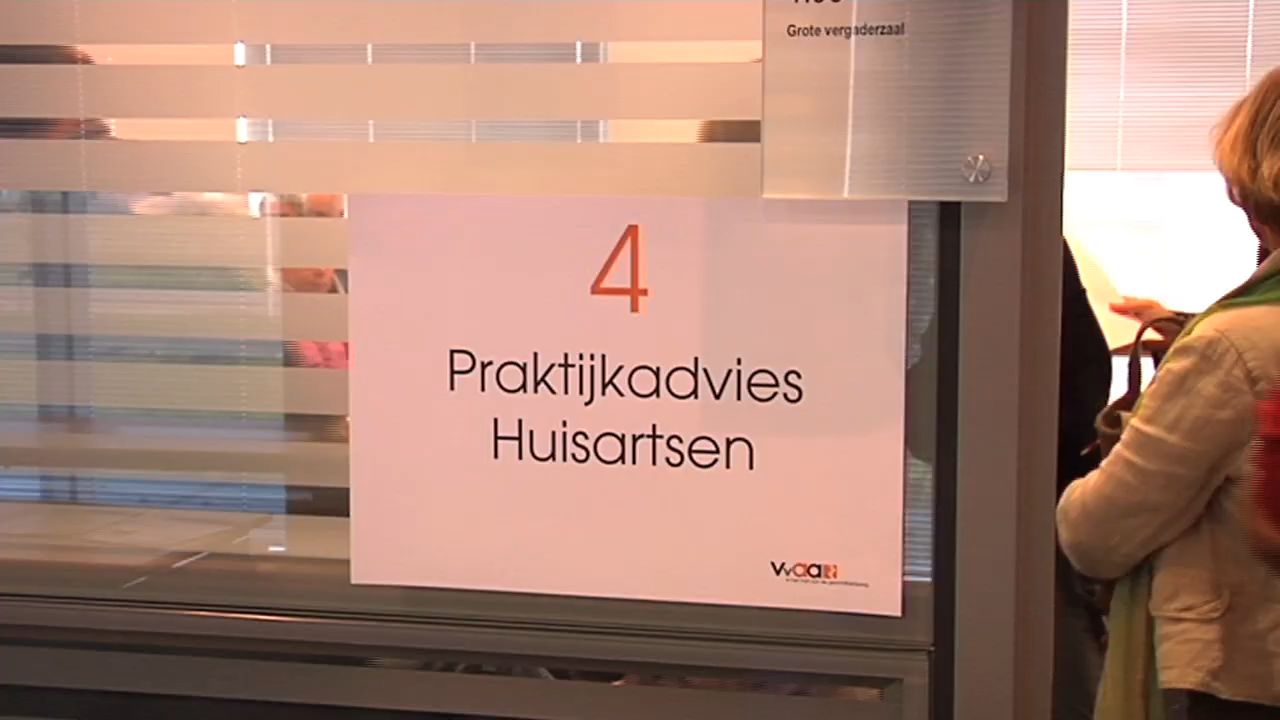 Grote vergaderzaal
4
Praktijkadvies
Huisartsen
VvAA